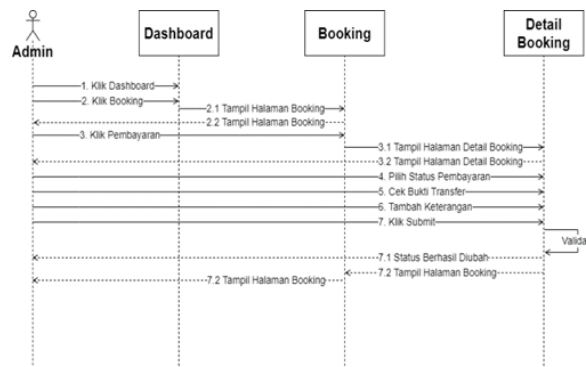 Admin
Dashboard
Booking
Detail
Booking
1. Klik Dashboard
2. Klik Booking
2.1 Tampil Halaman Booking
2.2 Tampil Halaman Booking
3. Klik Pembayaran
3.1 Tampil Halaman Detail Booking
3.2 Tampil Halaman Detail Booking
4. Pilih Status Pembayaran
5. Cek Bukti Transfer
6. Tambah Keterangan
7. Klik Submit
Valida
7.1 Status Berhasil Diubah
7.2 Tampil Halaman Booking
7.2 Tampil Halaman Booking